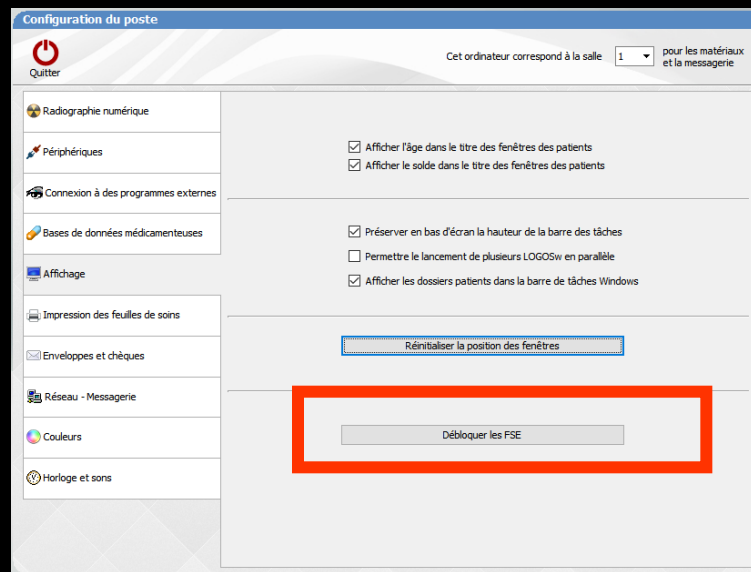 Configuration du poste
Quitter
Cet ordinateur correspond à la salle 1 pour les matériaux
et la messagerie
Radiographie numérique
Périphériques
Connexion à des programmes externes
Bases de données médicamenteuses
Affichage
Impression des feuilles de soins
Enveloppes et chèques
Réseau - Messagerie
Couleurs
Horloge et sons
Afficher l'âge dans le titre des fenêtres des patients
Afficher le solde dans le titre des fenêtres des patients
Préserver en bas d'écran la hauteur de la barre des tâches
Permettre le lancement de plusieurs LOGOSw en parallèle
Afficher les dossiers patients dans la barre de tâches Windows
Réinitialiser la position des fenêtres
Débloquer les FSE